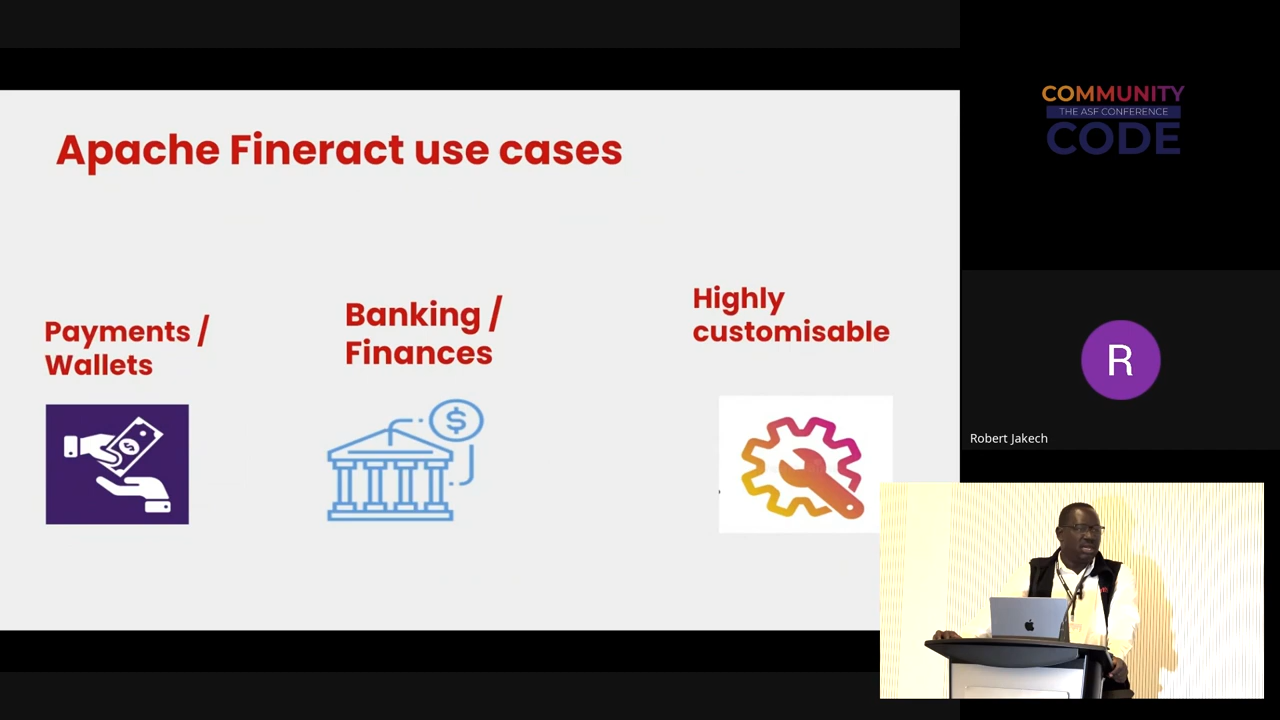 Apache Fineract use cases
Payments /
Wallets
Banking /
Finances
Highly
customisable
$
$
COMMUNITY
THE ASF CONFERENCE
CODE
R
Robert Jakech